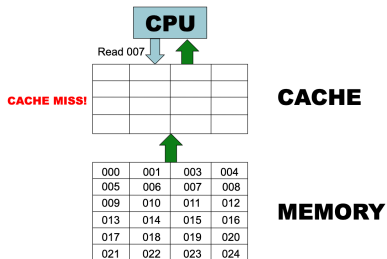 CPU
Read 007
CACHE MISS!
CACHE
000 001 003 004
005 006 007 008
009 010 011 012
013 014 015 016
MEMORY
017 018 019 020
021 022 023 024